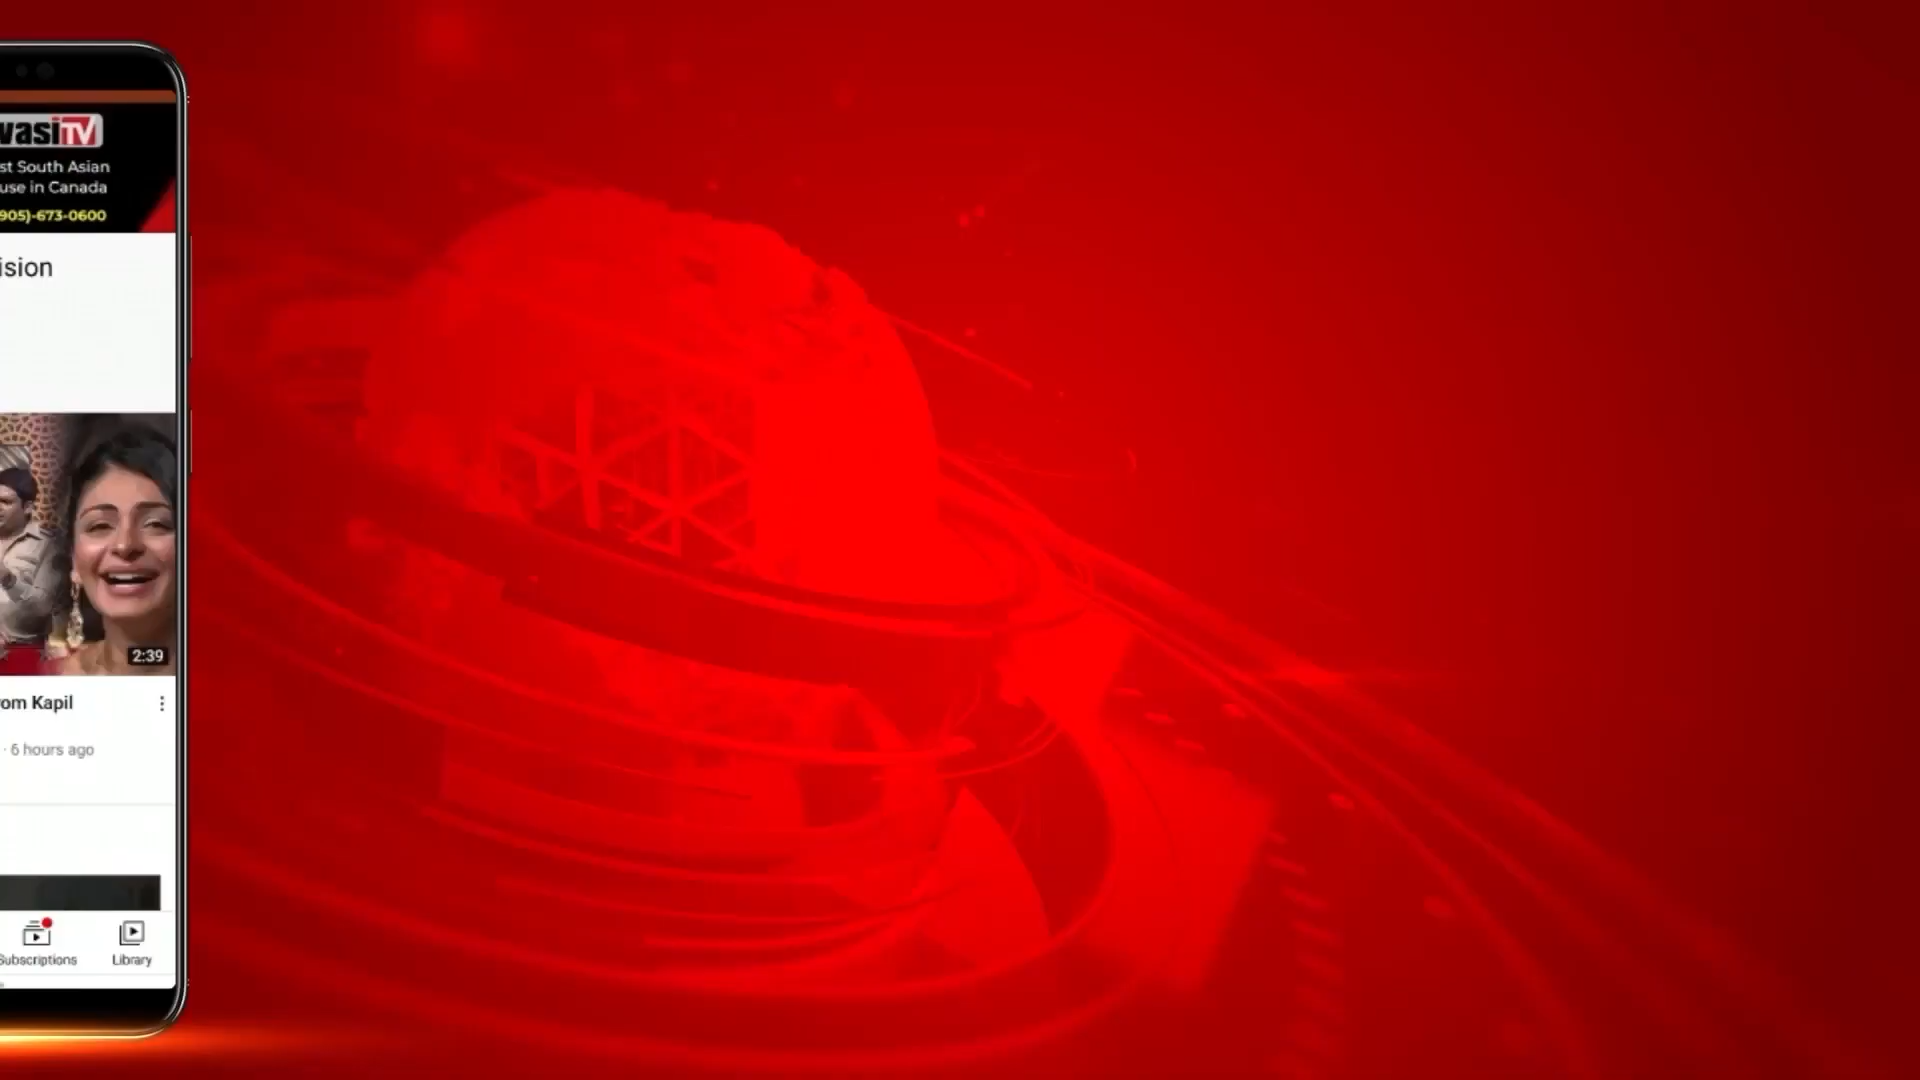 vasiTV
st South Asian
use in Canada
905)-673-0600
ision
2:39
om Kapil
· 6 hours ago
Subscriptions
Library